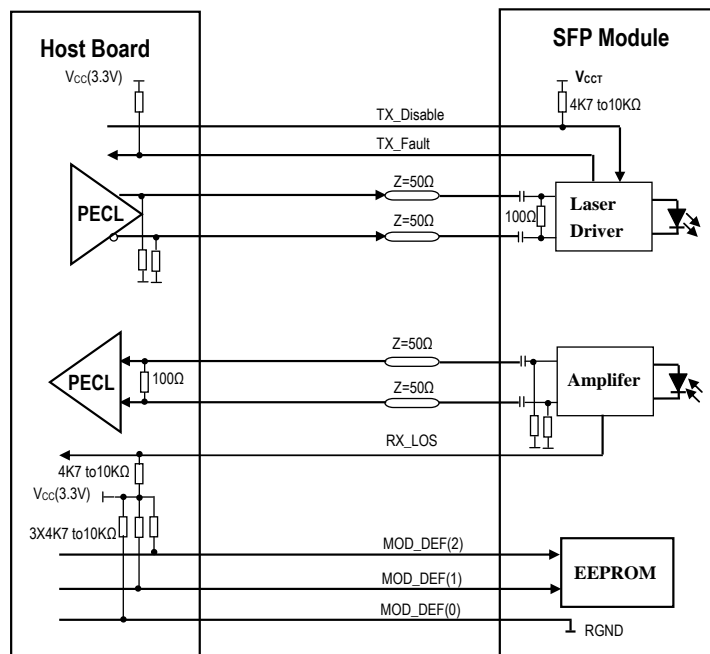 Host Board
SFP Module
VCC(3.3V)
VCCT
4K7 to10KΩ
TX_Disable
TX_Fault
Z=50Ω
PECL
100Ω
Laser
Driver
Z=50Ω
Z=50Ω
PECL
100Ω
Amplifer
Z=50Ω
RX_LOS
4K7 to10KΩ
VCC(3.3V)
3X4K7 to10KΩ
MOD_DEF(2)
EEPROM
MOD_DEF(1)
MOD_DEF(0)
RGND